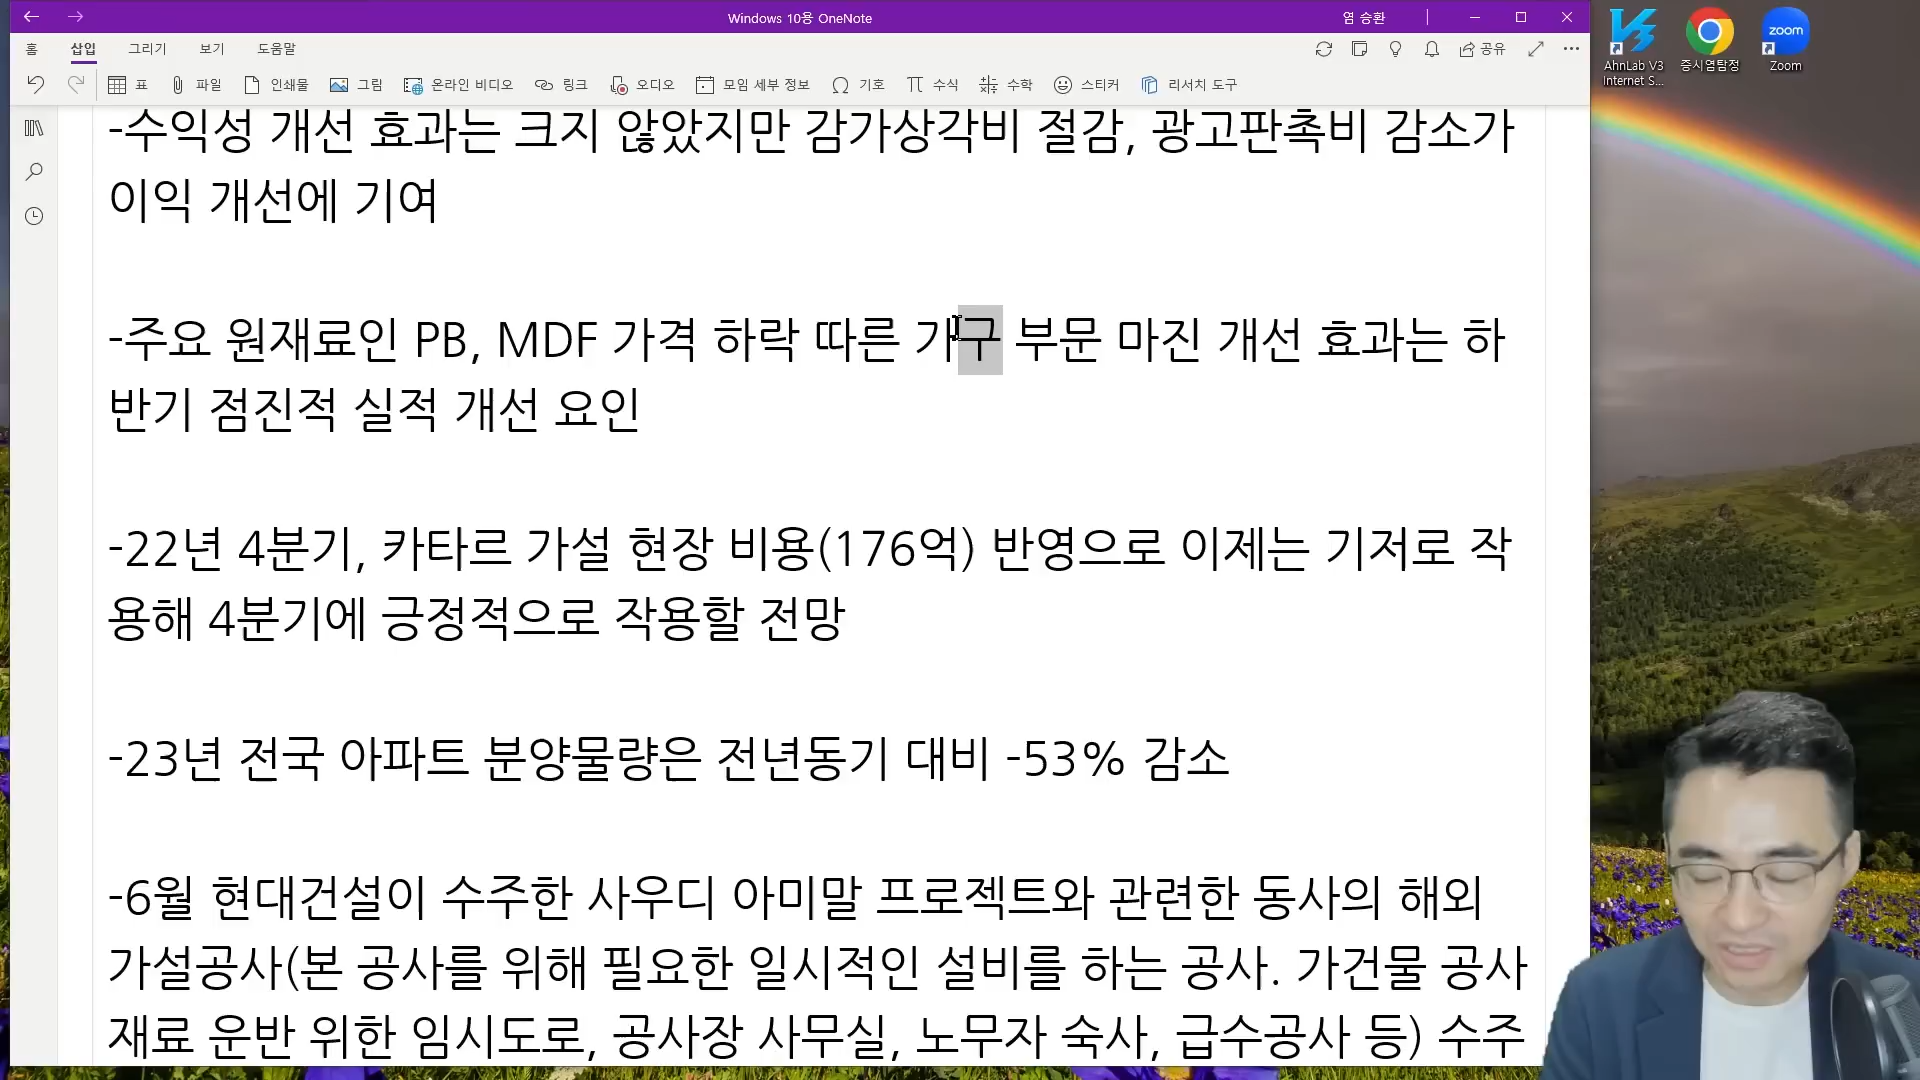 Windows 10용 OneNote
염 승환
홈 삽입 그리기 보기 도움말
공유
표 파일 인쇄물 그림 온라인 비디오 링크 오디오 모임 세부 정보 기호 수식 수학 스티커 리서치 도구
-수익성 개선 효과는 크지 않았지만 감가상각비 절감, 광고판촉비 감소가
이익 개선에 기여
-주요 원재료인 PB, MDF 가격 하락 따른 가구 부문 마진 개선 효과는 하
반기 점진적 실적 개선 요인
-22년 4분기, 카타르 가설 현장 비용(176억) 반영으로 이제는 기저로 작
용해 4분기에 긍정적으로 작용할 전망
-23년 전국 아파트 분양물량은 전년동기 대비 -53% 감소
-6월 현대건설이 수주한 사우디 아미말 프로젝트와 관련한 동사의 해외
가설공사(본 공사를 위해 필요한 일시적인 설비를 하는 공사. 가건물 공사
재료 운반 위한 임시도로, 공사장 사무실, 노무자 숙사, 급수공사 등) 수주
AhnLab V3
Internet S...
증시염탐정
zoom
Zoom